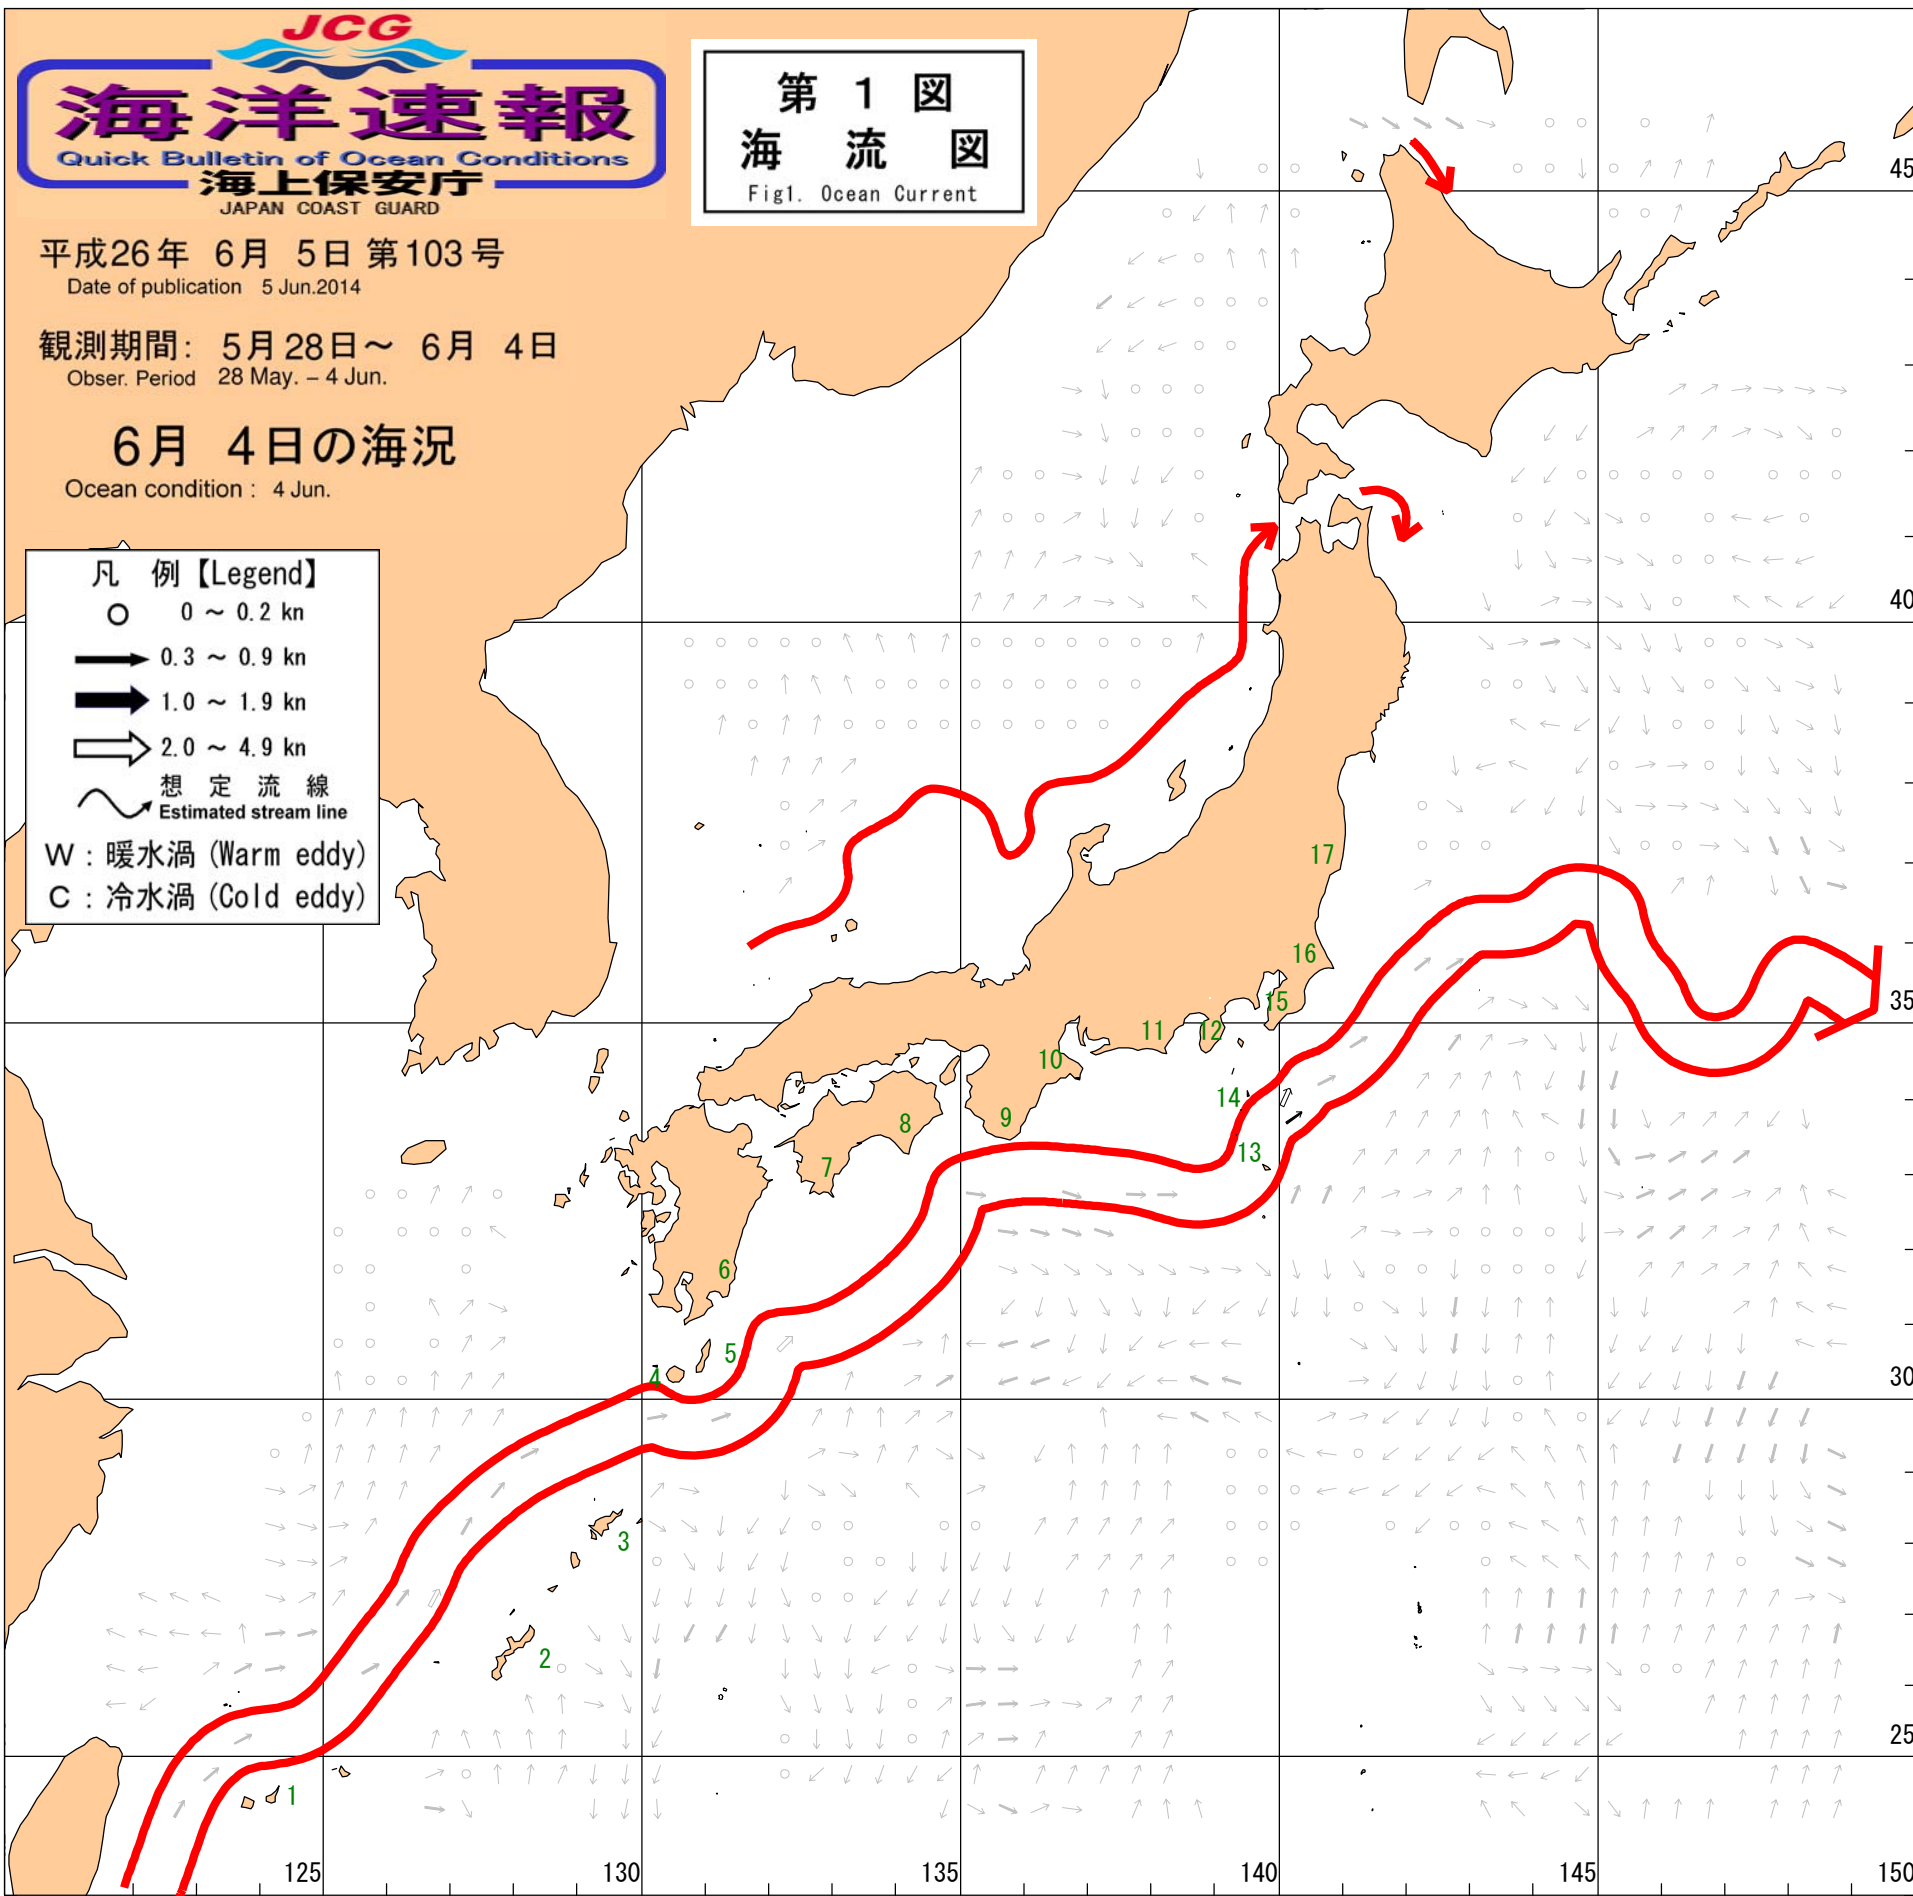 JCG
海洋速報
Quick Bulletin of Ocean Conditions
海上保安庁
JAPAN COAST GUARD
平成26年 6月 5日 第103号
Date of publication 5 Jun.2014
観測期間: 5月28日～ 6月 4日
Obser. Period 28 May. – 4 Jun.
6月 4日の海況
Ocean condition : 4 Jun.
第 1 図
海 流 図
Fig1. Ocean Current
凡 例【Legend】
0 ～ 0.2 kn
0.3 ～ 0.9 kn
1.0 ～ 1.9 kn
2.0 ～ 4.9 kn
想 定 流 線
Estimated stream line
W : 暖水渦 (Warm eddy)
C : 冷水渦 (Cold eddy)
45
40
17
16
15
35
12
11
10
14
9
8
13
7
6
5
4
30
3
2
25
1
125
130
135
140
145
150